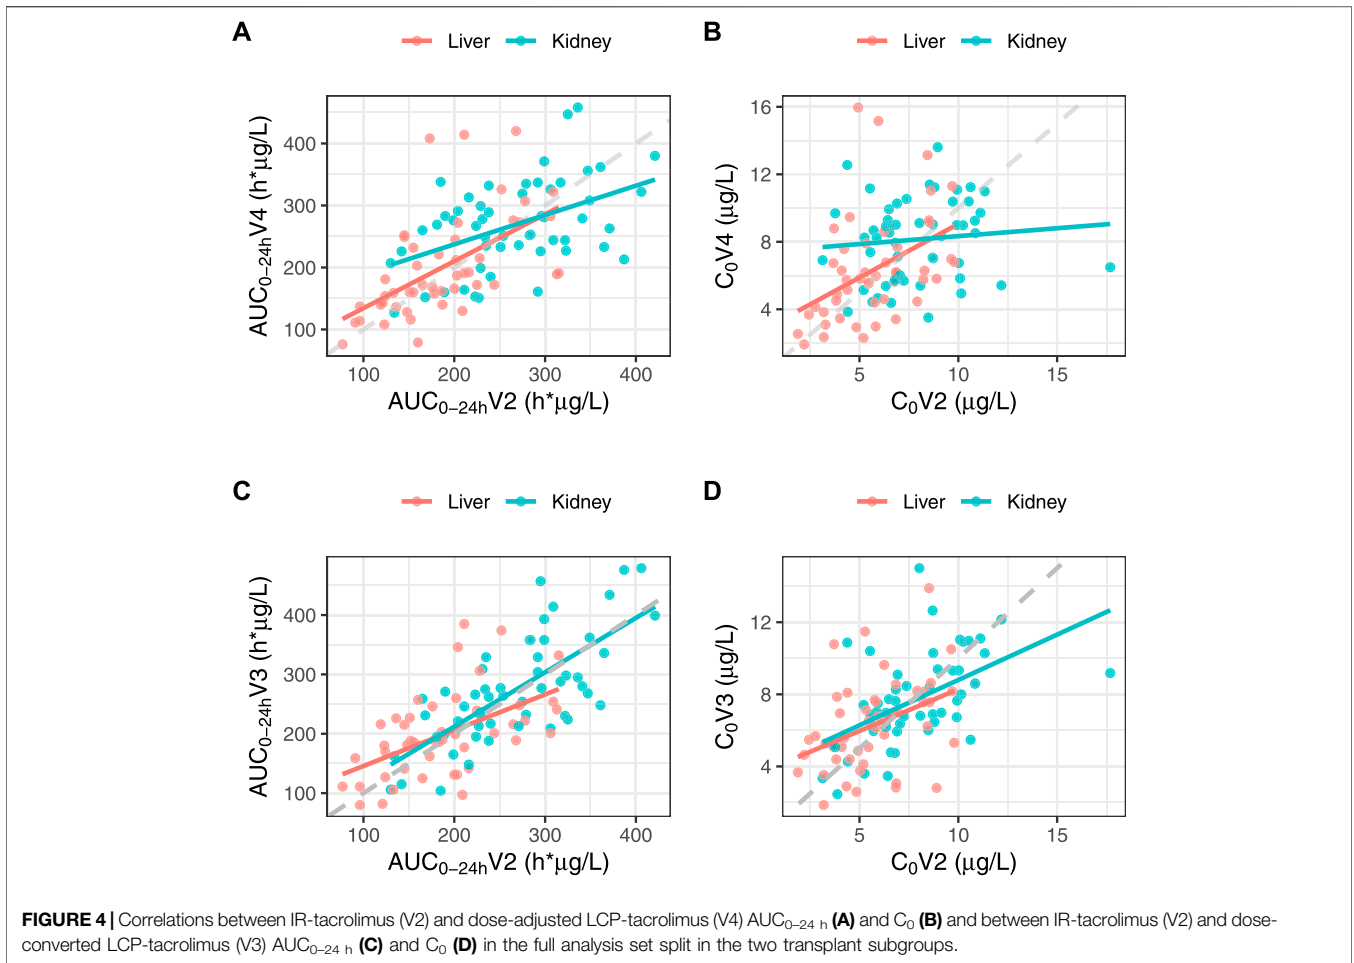 A
Liver Kidney
AUC0–24hV4 (h*μg/L)
400
300
200
100
100 200 300 400
AUC0–24hV2 (h*μg/L)
B
Liver Kidney
C0V4 (μg/L)
16
12
8
4
5 10 15
C0V2 (μg/L)
C
Liver Kidney
AUC0–24hV3 (h*μg/L)
400
300
200
100
100 200 300 400
AUC0–24hV2 (h*μg/L)
D
Liver Kidney
C0V3 (μg/L)
12
8
4
5 10 15
C0V2 (μg/L)
FIGURE 4 | Correlations between IR-tacrolimus (V2) and dose-adjusted LCP-tacrolimus (V4) AUC0–24 h (A) and C0 (B) and between IR-tacrolimus (V2) and dose-
converted LCP-tacrolimus (V3) AUC0–24 h (C) and C0 (D) in the full analysis set split in the two transplant subgroups.